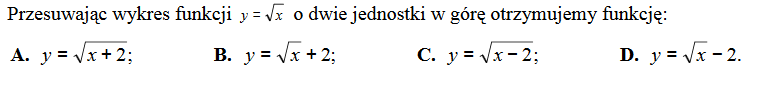 Przesuwając wykres funkcji y = √x o dwie jednostki w górę otrzymujemy funkcję:
A. y = √(x + 2); B. y = √x + 2; C. y = √(x − 2); D. y = √x − 2.